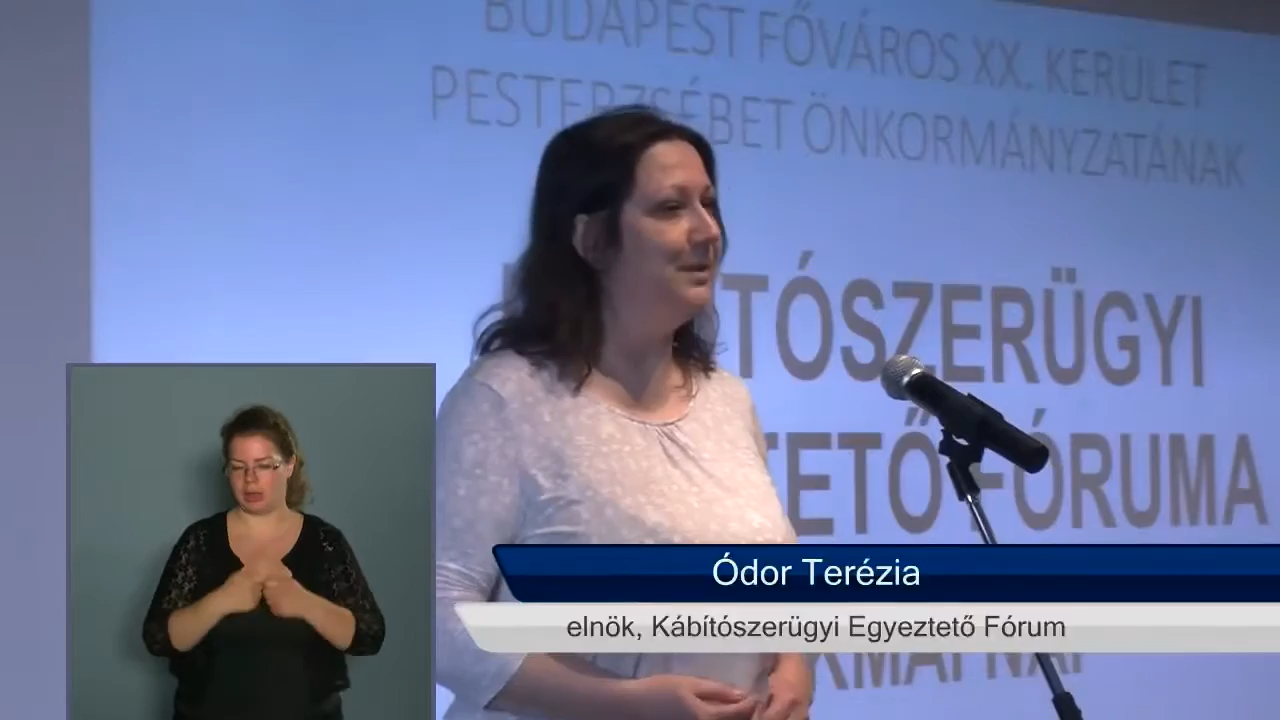 BUDAPEST FŐVÁROS XX. KERÜLET
PESTERZSÉBET ÖNKORMÁNYZATÁNAK
TÓSZERÜGYI
TETŐ FÓRUMA
Ódor Terézia
elnök, Kábítószerügyi Egyeztető Fórum